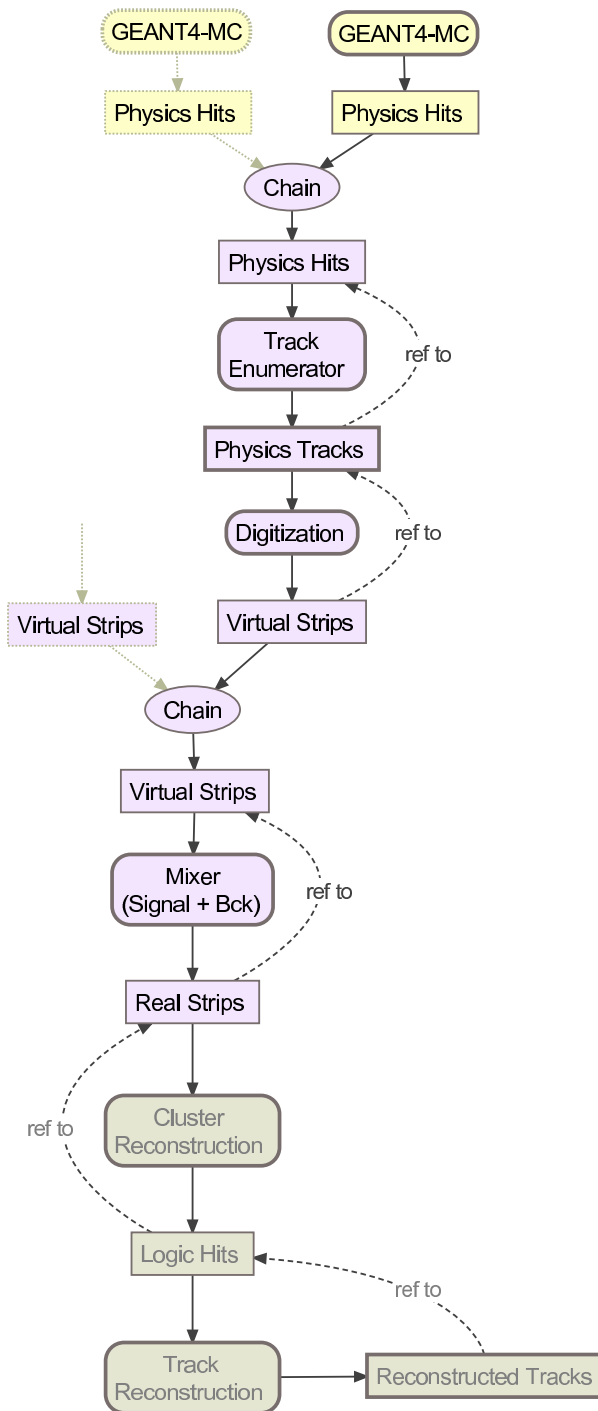 GEANT4-MC
GEANT4-MC
Physics Hits
Physics Hits
Chain
Physics Hits
Track
Enumerator
ref to
Physics Tracks
Digitization
ref to
Virtual Strips
Virtual Strips
Chain
Virtual Strips
Mixer
(Signal + Bck)
ref to
Real Strips
Cluster
Reconstruction
ref to
Logic Hits
ref to
Track
Reconstruction
Reconstructed Tracks